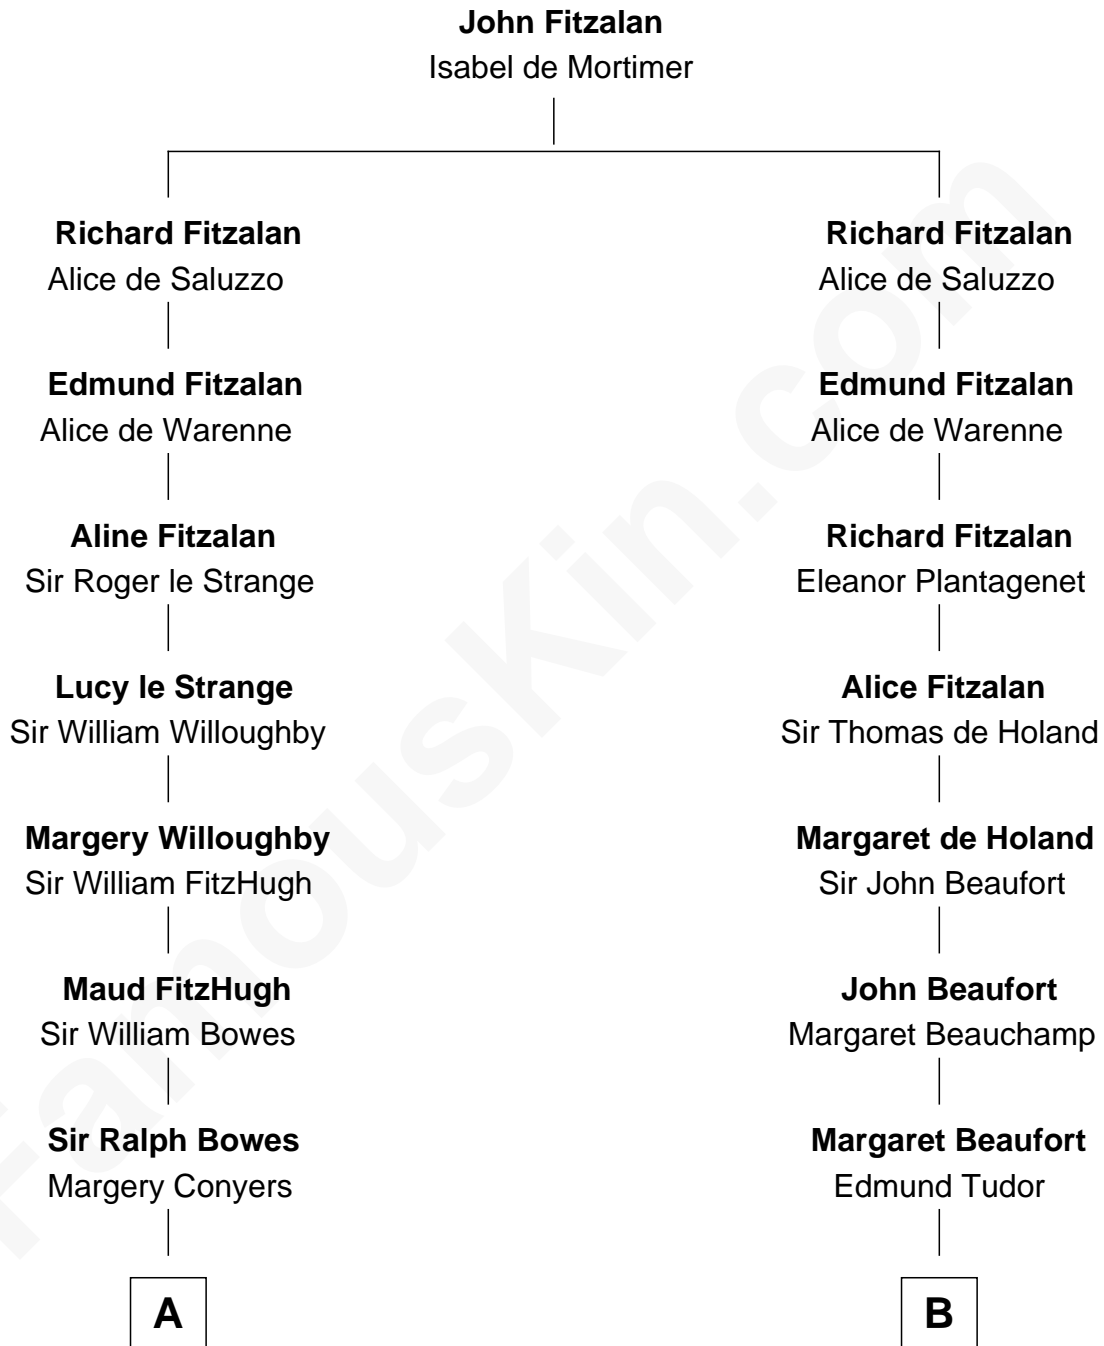 John Fitzalan
Isabel de Mortimer
Richard Fitzalan
Alice de Saluzzo
Edmund Fitzalan
Alice de Warenne
Aline Fitzalan
Sir Roger le Strange
Lucy le Strange
Sir William Willoughby
Margery Willoughby
Sir William FitzHugh
Maud FitzHugh
Sir William Bowes
Sir Ralph Bowes
Margery Conyers
A
Richard Fitzalan
Alice de Saluzzo
Edmund Fitzalan
Alice de Warenne
Richard Fitzalan
Eleanor Plantagenet
Alice Fitzalan
Sir Thomas de Holand
Margaret de Holand
Sir John Beaufort
John Beaufort
Margaret Beauchamp
Margaret Beaufort
Edmund Tudor
B
FamousKin.com